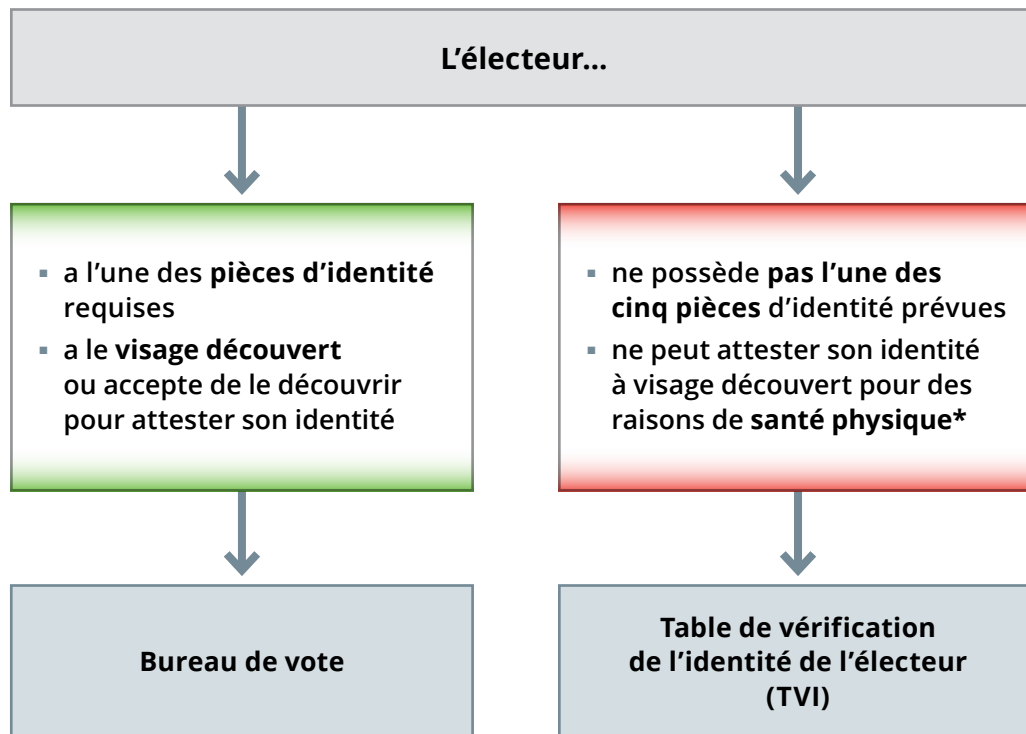 L’électeur…
▪ a l’une des pièces d’identité
requises
▪ a le visage découvert
ou accepte de le découvrir
pour attester son identité
▪ ne possède pas l’une des
cinq pièces d’identité prévues
▪ ne peut attester son identité
à visage découvert pour des
raisons de santé physique*
Bureau de vote
Table de vérification
de l’identité de l’électeur
(TVI)